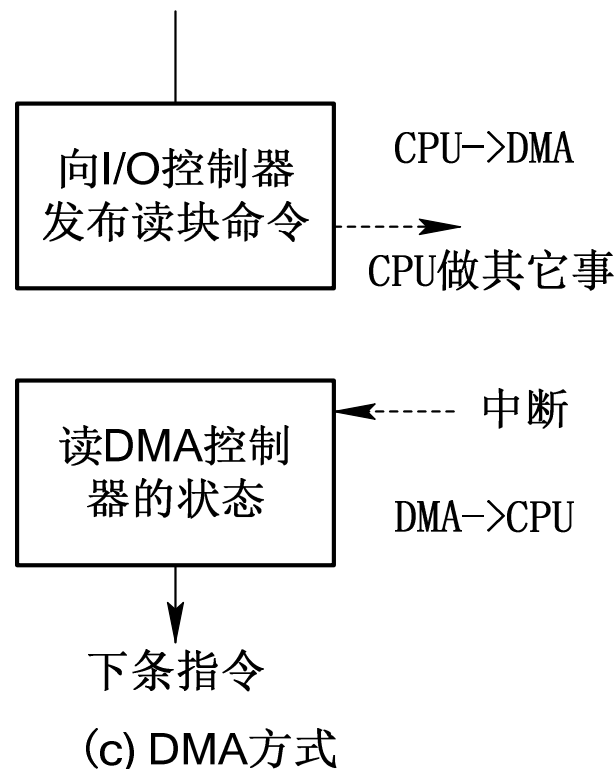 向I/O控制器
发布读块命令
CPU->DMA
CPU做其它事
读DMA控制
器的状态
中断
DMA->CPU
下条指令
(c) DMA方式